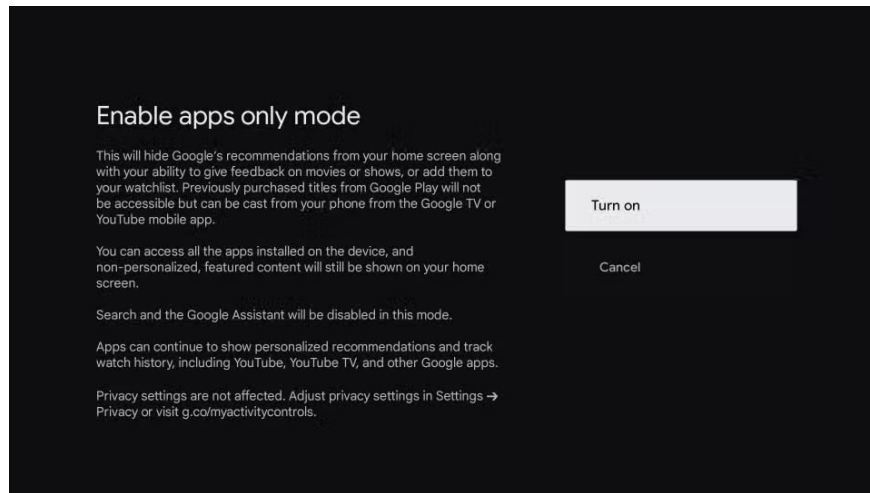 Enable apps only mode
This will hide Google's recommendations from your home screen along
with your ability to give feedback on movies or shows, or add them to
your watchlist. Previously purchased titles from Google Play will not
be accessible but can be cast from your phone from the Google TV or
YouTube mobile app.
You can access all the apps installed on the device, and
non-personalized, featured content will still be shown on your home
screen.
Search and the Google Assistant will be disabled in this mode.
Apps can continue to show personalized recommendations and track
watch history, including YouTube, YouTube TV, and other Google apps.
Privacy settings are not affected. Adjust privacy settings in Settings →
Privacy or visit g.co/myactivitycontrols.
Turn on
Cancel